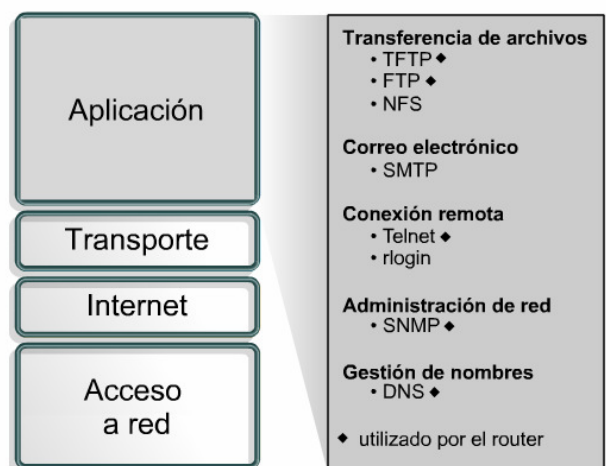 Aplicación
Transporte
Internet
Acceso
a red
Transferencia de archivos
• TFTP ◆
• FTP ◆
• NFS
Correo electrónico
• SMTP
Conexión remota
• Telnet ◆
• rlogin
Administración de red
• SNMP ◆
Gestión de nombres
• DNS ◆
◆ utilizado por el router